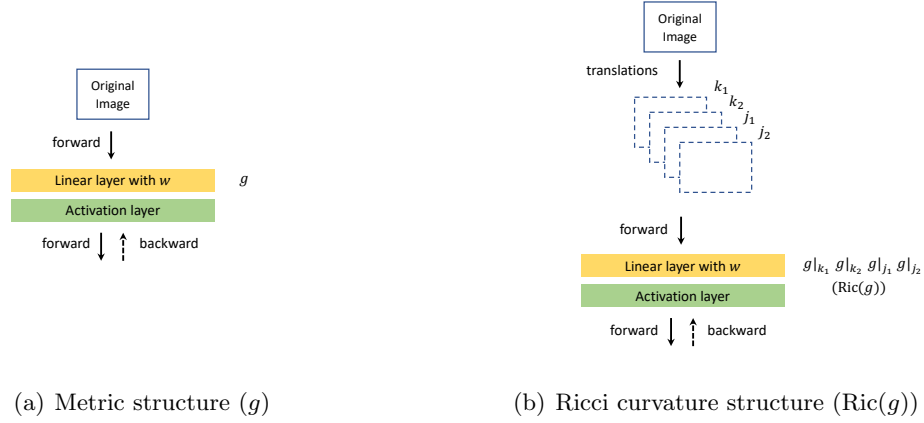 Original
Image
forward
Linear layer with w
g
Activation layer
forward
backward
(a) Metric structure (g)
Original
Image
translations
k₁
k₂
j₁
j₂
forward
Linear layer with w
g|ₖ₁ g|ₖ₂ g|ⱼ₁ g|ⱼ₂
Activation layer
(Ric(g))
forward
backward
(b) Ricci curvature structure (Ric(g))